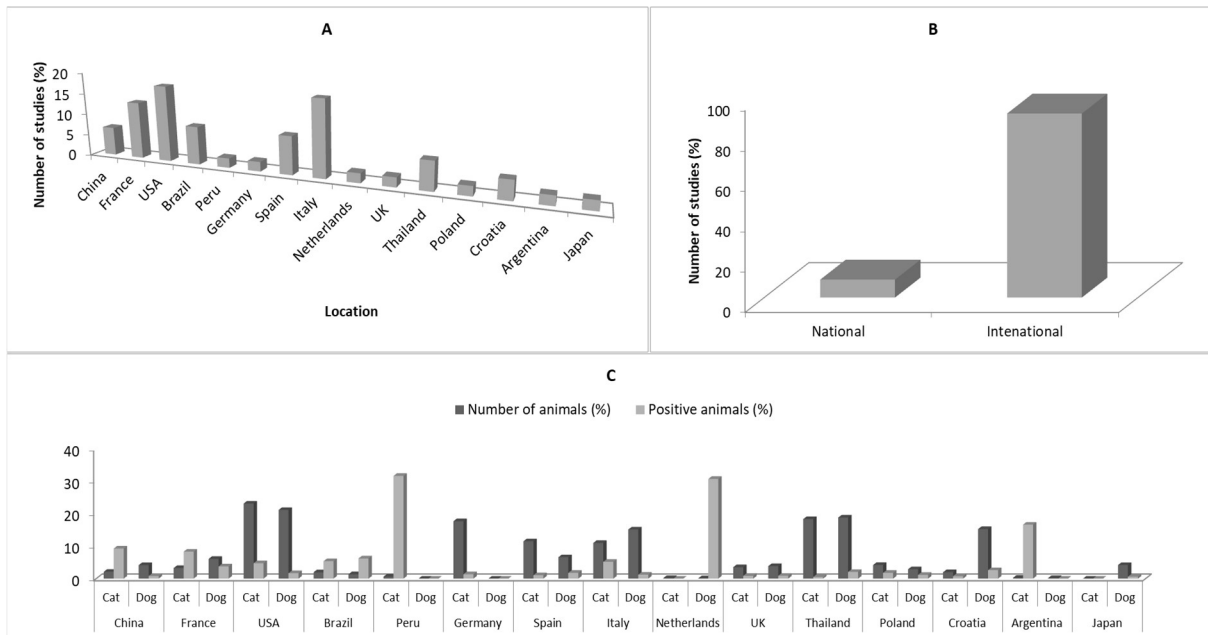 A
Number of studies (%)
20
15
10
5
0
China
France
USA
Brazil
Peru
Germany
Spain
Italy
Netherlands
UK
Thailand
Poland
Croatia
Argentina
Japan
Location
B
Number of studies (%)
100
80
60
40
20
0
National
Intenational
C
Number of animals (%) Positive animals (%)
40
30
20
10
0
Cat Dog Cat Dog Cat Dog Cat Dog Cat Dog Cat Dog Cat Dog Cat Dog Cat Dog Cat Dog Cat Dog Cat Dog Cat Dog Cat Dog Cat Dog
China France USA Brazil Peru Germany Spain Italy Netherlands UK Thailand Poland Croatia Argentina Japan